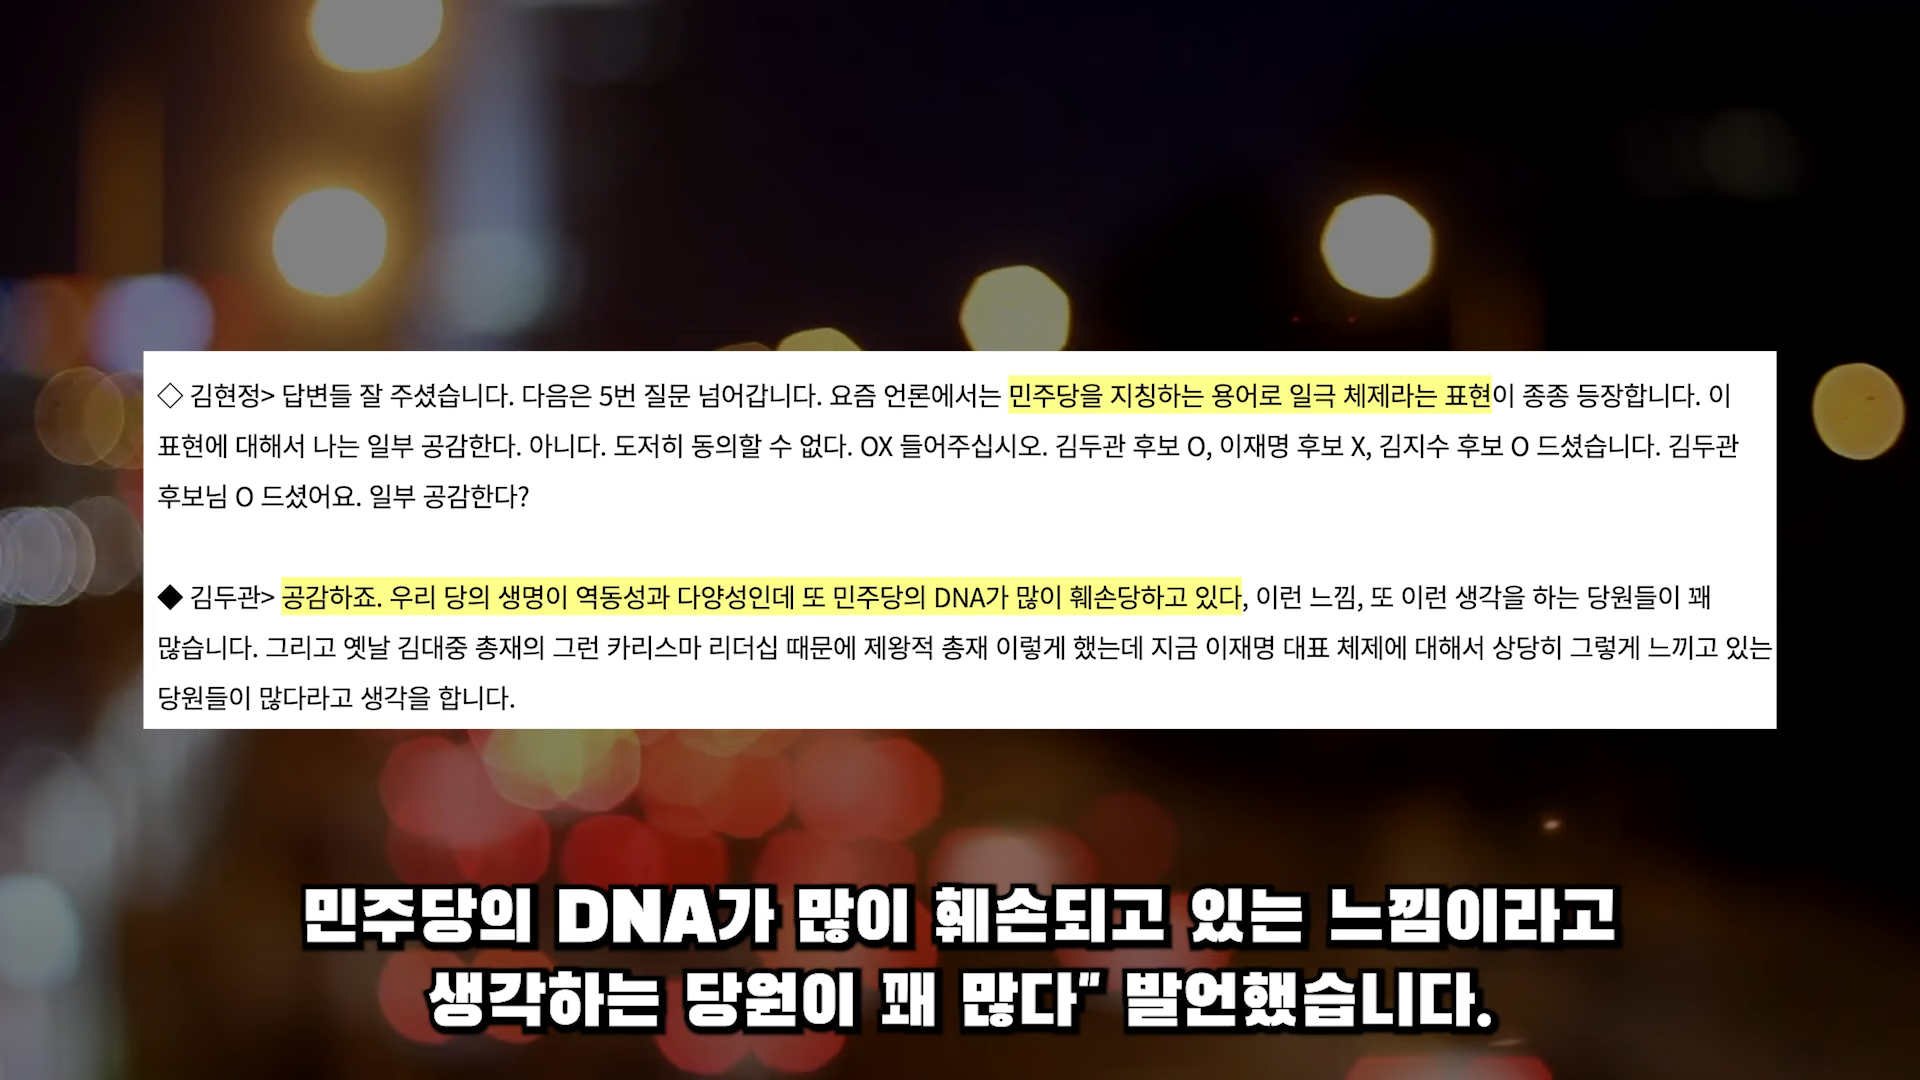 ◇ 김현정> 답변들 잘 주셨습니다. 다음은 5번 질문 넘어갑니다. 요즘 언론에서는 민주당을 지칭하는 용어로 일극 체제라는 표현이 종종 등장합니다. 이
표현에 대해서 나는 일부 공감한다. 아니다. 도저히 동의할 수 없다. OX 들어주십시오. 김두관 후보 O, 이재명 후보 X, 김지수 후보 O 드셨습니다. 김두관
후보님 O 드셨어요. 일부 공감한다?
◆ 김두관> 공감하죠. 우리 당의 생명이 역동성과 다양성인데 또 민주당의 DNA가 많이 훼손당하고 있다, 이런 느낌, 또 이런 생각을 하는 당원들이 꽤
많습니다. 그리고 옛날 김대중 총재의 그런 카리스마 리더십 때문에 제왕적 총재 이렇게 했는데 지금 이재명 대표 체제에 대해서 상당히 그렇게 느끼고 있는
당원들이 많다라고 생각을 합니다.
민주당의 DNA가 많이 훼손되고 있는 느낌이라고
생각하는 당원이 꽤 많다" 발언했습니다.